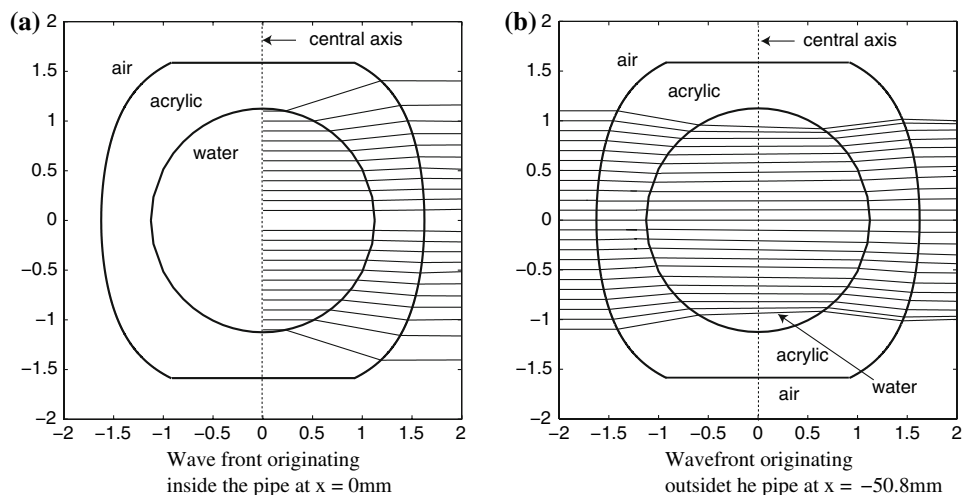 (a)
2
1.5
1
0.5
0
−0.5
−1
−1.5
−2
−2 −1.5 −1 −0.5 0 0.5 1 1.5 2
central axis
air
acrylic
water
Wave front originating
inside the pipe at x = 0mm
(b)
2
1.5
1
0.5
0
−0.5
−1
−1.5
−2
−2 −1.5 −1 −0.5 0 0.5 1 1.5 2
central axis
air
acrylic
acrylic
water
air
Wavefront originating
outsidet he pipe at x = −50.8mm